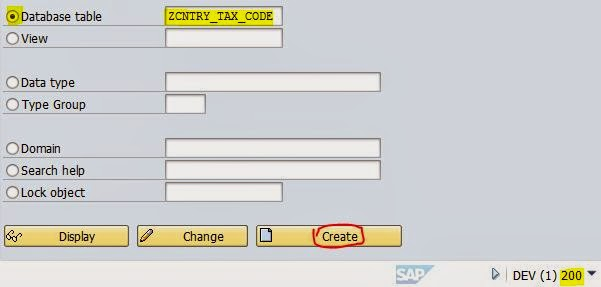 Database table ZCNTRY_TAX_CODE
View
Data type
Type Group
Domain
Search help
Lock object
Display Change Create
SAP DEV (1) 200